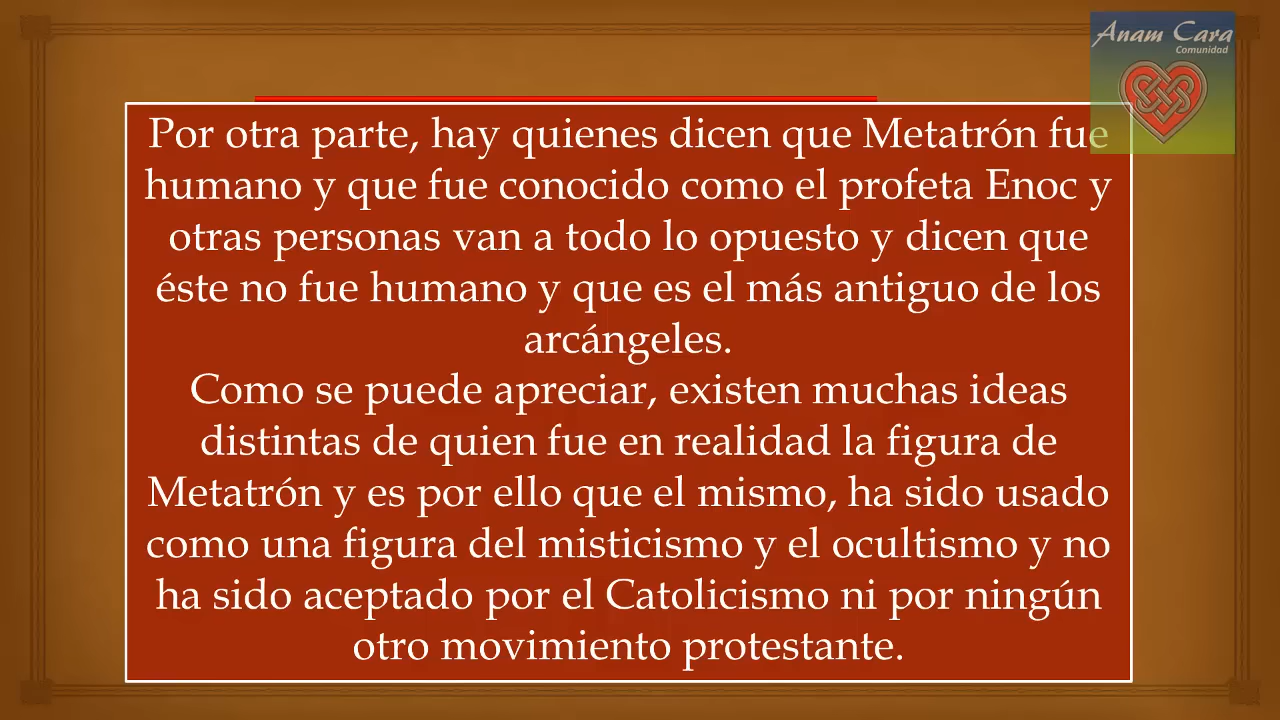 Anam Cara
Comunidad
Por otra parte, hay quienes dicen que Metatrón fue
humano y que fue conocido como el profeta Enoc y
otras personas van a todo lo opuesto y dicen que
éste no fue humano y que es el más antiguo de los
arcángeles.
Como se puede apreciar, existen muchas ideas
distintas de quien fue en realidad la figura de
Metatrón y es por ello que el mismo, ha sido usado
como una figura del misticismo y el ocultismo y no
ha sido aceptado por el Catolicismo ni por ningún
otro movimiento protestante.